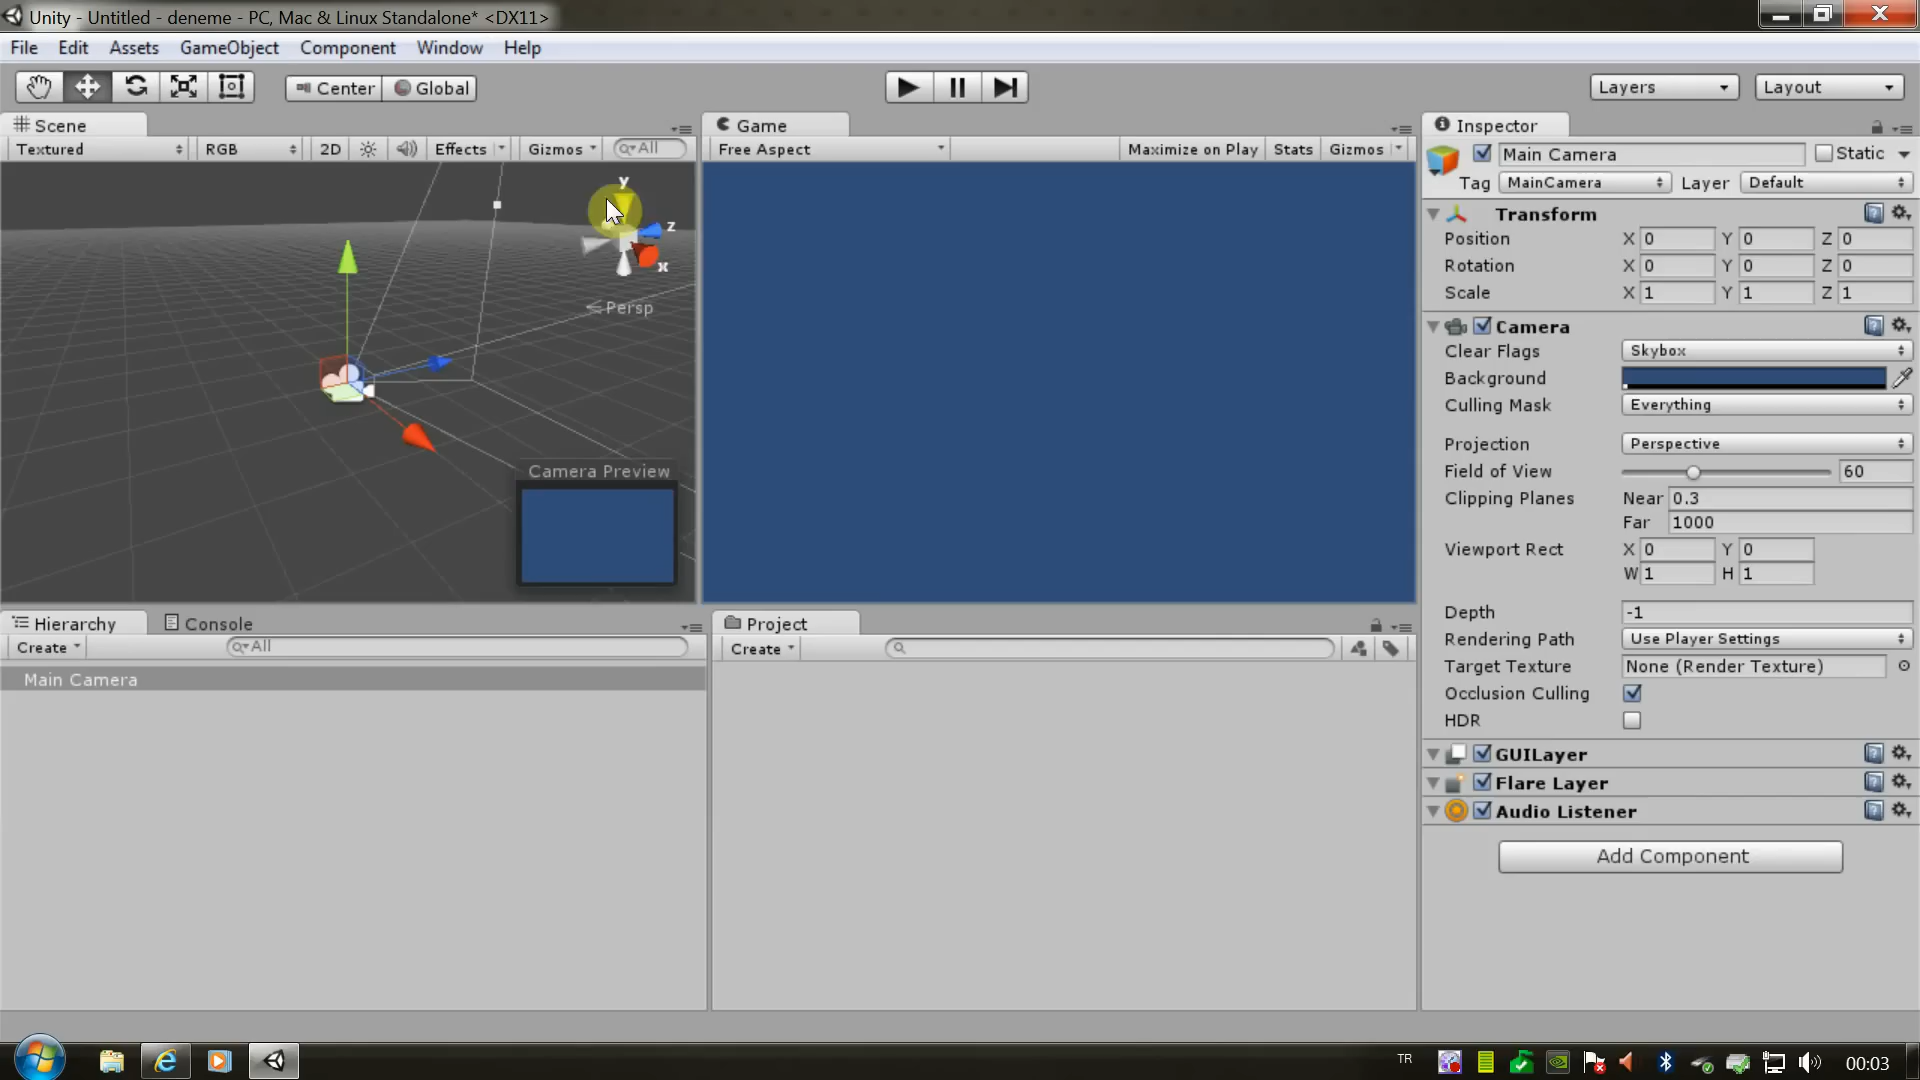 Unity - Untitled - deneme - PC, Mac & Linux Standalone* <DX11>
File Edit Assets GameObject Component Window Help
Center Global Layers Layout
Scene
Textured RGB 2D Effects Gizmos All
y
z
x
Persp
Camera Preview
Game
Free Aspect Maximize on Play Stats Gizmos
Inspector
Main Camera Static
Tag MainCamera Layer Default
Transform
Position X 0 Y 0 Z 0
Rotation X 0 Y 0 Z 0
Scale X 1 Y 1 Z 1
Camera
Clear Flags Skybox
Background
Culling Mask Everything
Projection Perspective
Field of View 60
Clipping Planes Near 0.3
Far 1000
Viewport Rect X 0 Y 0
W 1 H 1
Depth -1
Rendering Path Use Player Settings
Target Texture None (Render Texture)
Occlusion Culling
HDR
GUILayer
Flare Layer
Audio Listener
Add Component
Hierarchy Console
Create All
Main Camera
Project
Create
TR 00:03